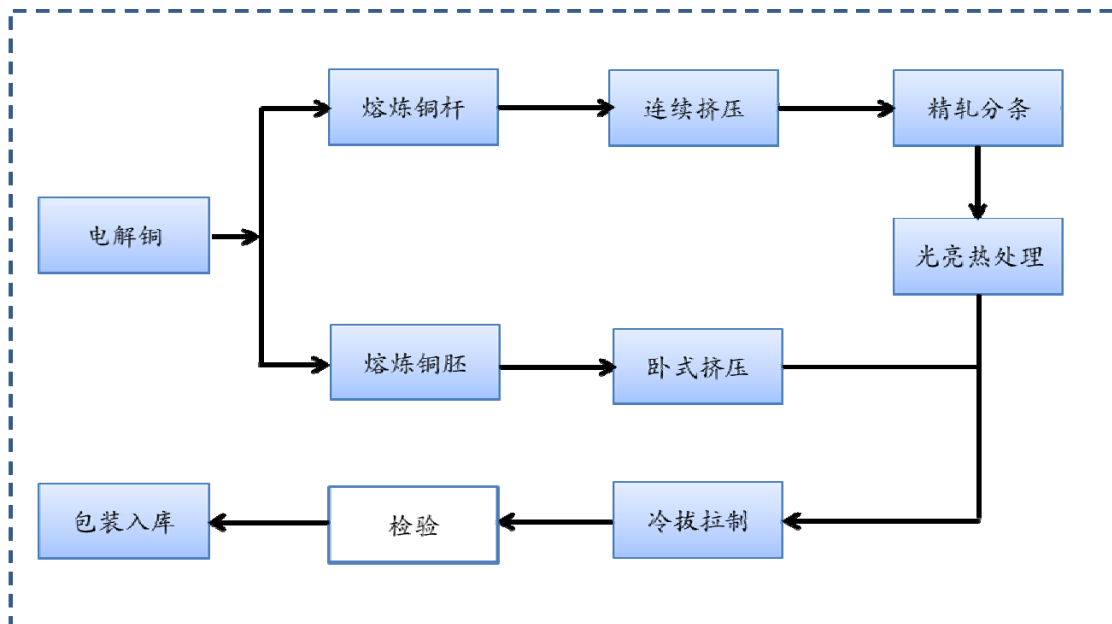 熔炼铜杆
连续挤压
精轧分条
电解铜
光亮热处理
熔炼铜胚
卧式挤压
包装入库
检验
冷拔拉制